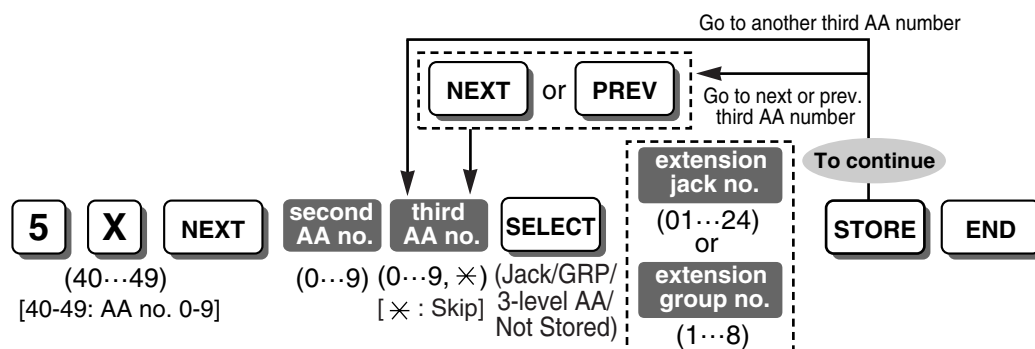 Go to another third AA number
NEXT or PREV
Go to next or prev.
third AA number
To continue
5 X NEXT
second
AA no.
third
AA no.
SELECT
extension
jack no.
(01···24)
or
extension
group no.
(1···8)
STORE END
(40···49)
[40-49: AA no. 0-9]
(0···9)
(0···9, ✳)
[ ✳ : Skip]
(Jack/GRP/
3-level AA/
Not Stored)